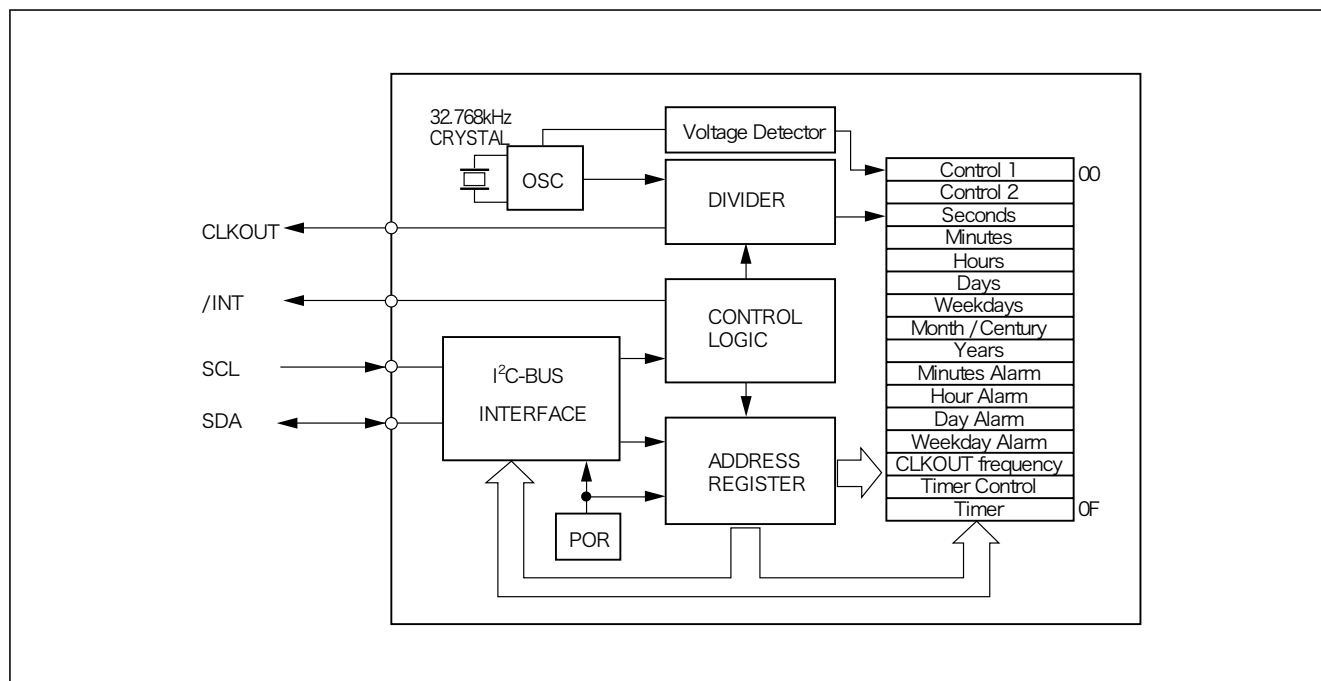 32.768kHz
CRYSTAL
OSC
Voltage Detector
DIVIDER
CLKOUT
/INT
CONTROL
LOGIC
SCL
SDA
I²C-BUS
INTERFACE
ADDRESS
REGISTER
POR
Control 1
00
Control 2
Seconds
Minutes
Hours
Days
Weekdays
Month / Century
Years
Minutes Alarm
Hour Alarm
Day Alarm
Weekday Alarm
CLKOUT frequency
Timer Control
Timer
0F